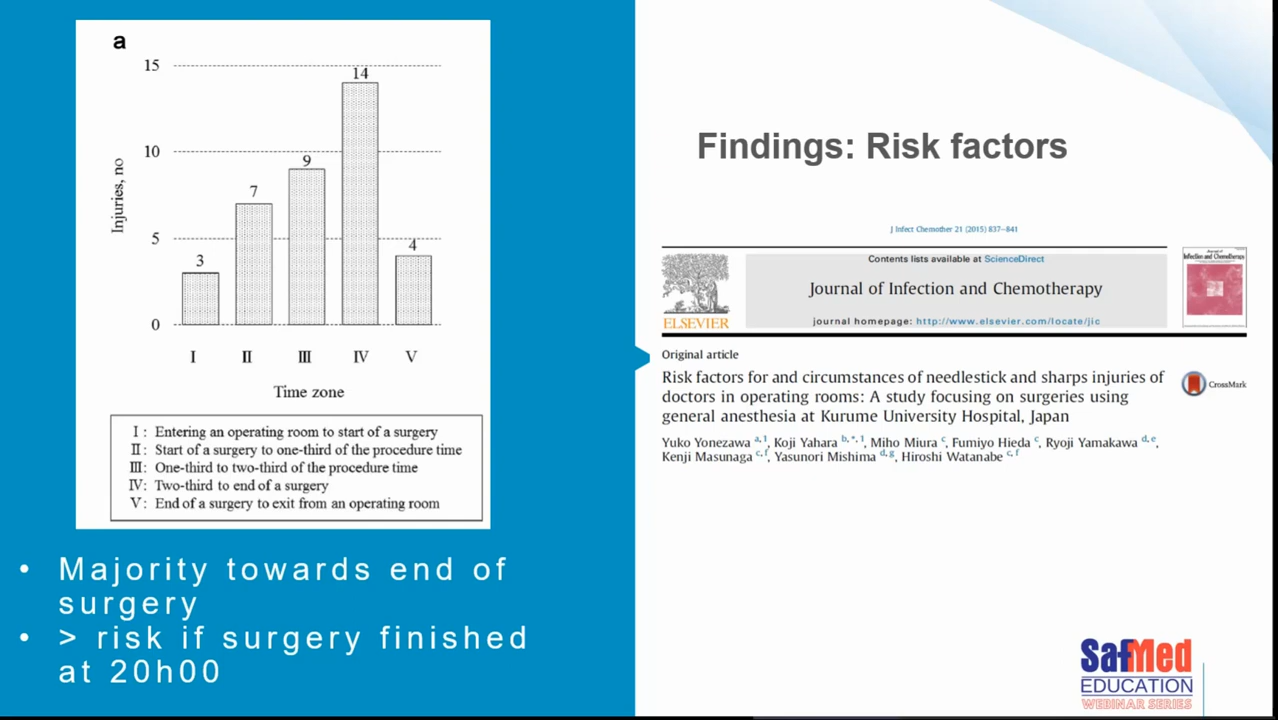 a
15
10
5
0
Injuries, no
3
7
9
14
4
I II III IV V
Time zone
I : Entering an operating room to start of a surgery
II : Start of a surgery to one-third of the procedure time
III : One-third to two-third of the procedure time
IV: Two-third to end of a surgery
V : End of a surgery to exit from an operating room
• Majority towards end of
surgery
• > risk if surgery finished
at 20h00
Findings: Risk factors
J Infect Chemother 21 (2015) 837–841
Contents lists available at ScienceDirect
Journal of Infection and Chemotherapy
journal homepage: http://www.elsevier.com/locate/jic
ELSEVIER
Journal of
Infection and Chemotherapy
Original article
Risk factors for and circumstances of needlestick and sharps injuries of
doctors in operating rooms: A study focusing on surgeries using
general anesthesia at Kurume University Hospital, Japan
CrossMark
Yuko Yonezawa a, 1, Koji Yahara b, *, 1, Miho Miura c, Fumiyo Hieda c, Ryoji Yamakawa d, e,
Kenji Masunaga c, f, Yasunori Mishima d, g, Hiroshi Watanabe c, f
SafMed
EDUCATION
WEBINAR SERIES